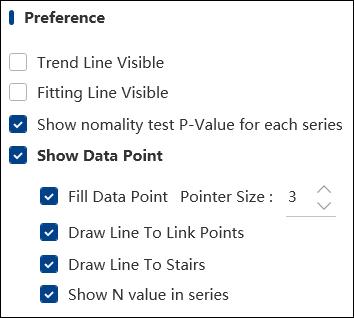 Preference
Trend Line Visible
Fitting Line Visible
Show nomality test P-Value for each series
Show Data Point
Fill Data Point Pointer Size : 3
Draw Line To Link Points
Draw Line To Stairs
Show N value in series